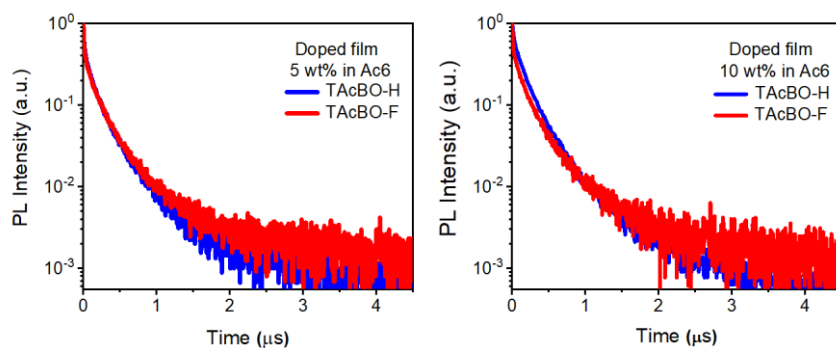 Doped film
5 wt% in Ac6
TAcBO-H
TAcBO-F
PL Intensity (a.u.)
10⁰
10⁻¹
10⁻²
10⁻³
0 1 2 3 4
Time (μs)
Doped film
10 wt% in Ac6
TAcBO-H
TAcBO-F
PL Intensity (a.u.)
10⁰
10⁻¹
10⁻²
10⁻³
0 1 2 3 4
Time (μs)